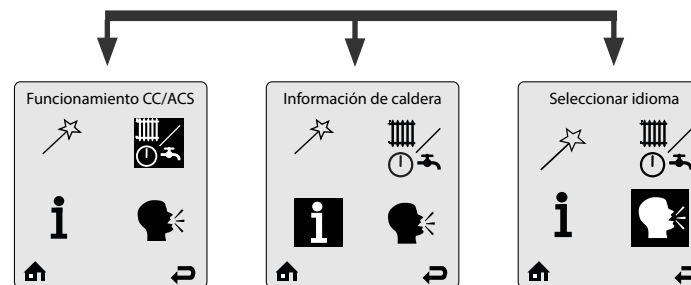 Funcionamiento CC/ACS
Información de caldera
Seleccionar idioma